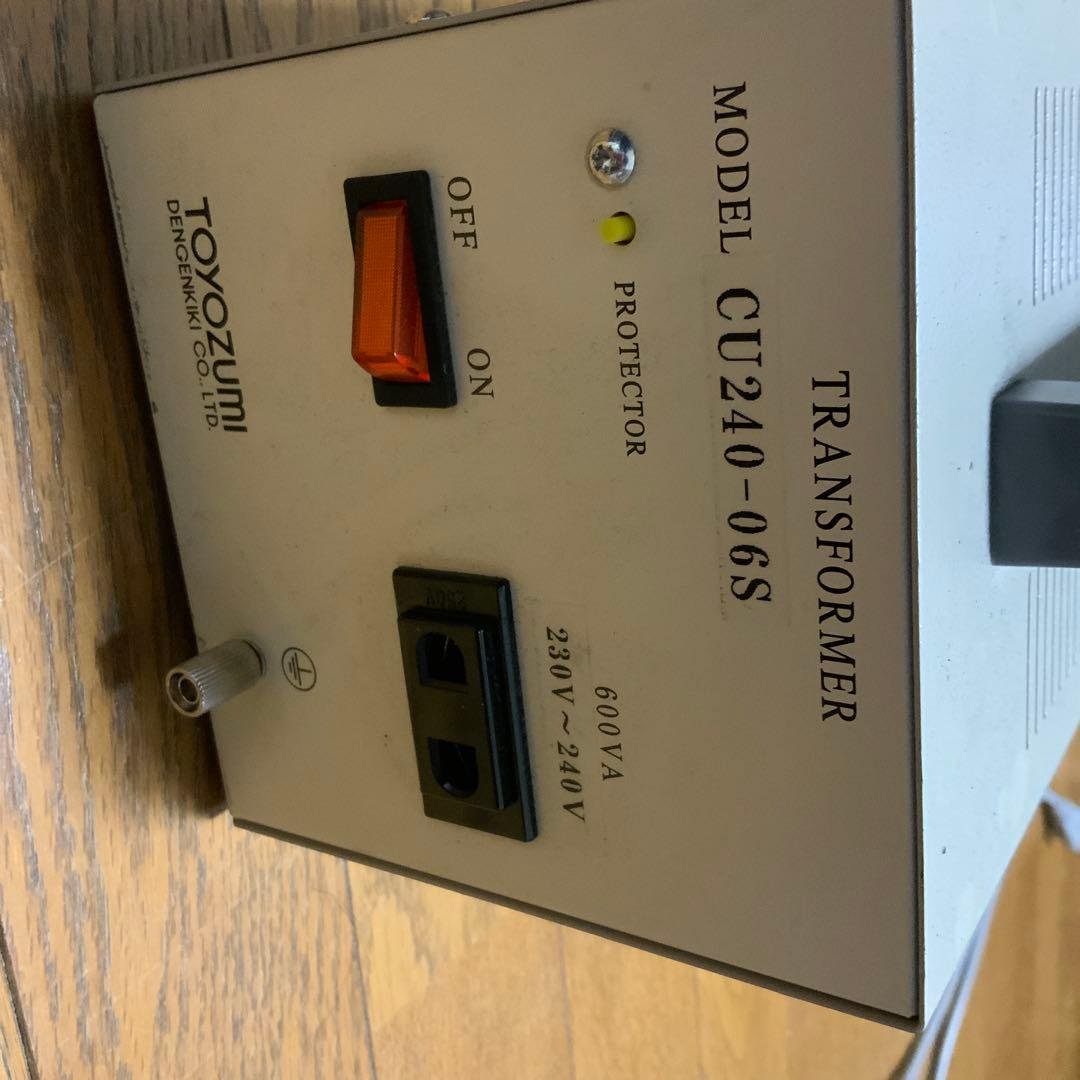 TRANSFORMER
MODEL CU240-06S
PROTECTOR
OFF ON
600VA
230V~240V
TOYOZUMI
DENGENKIKI CO., LTD.